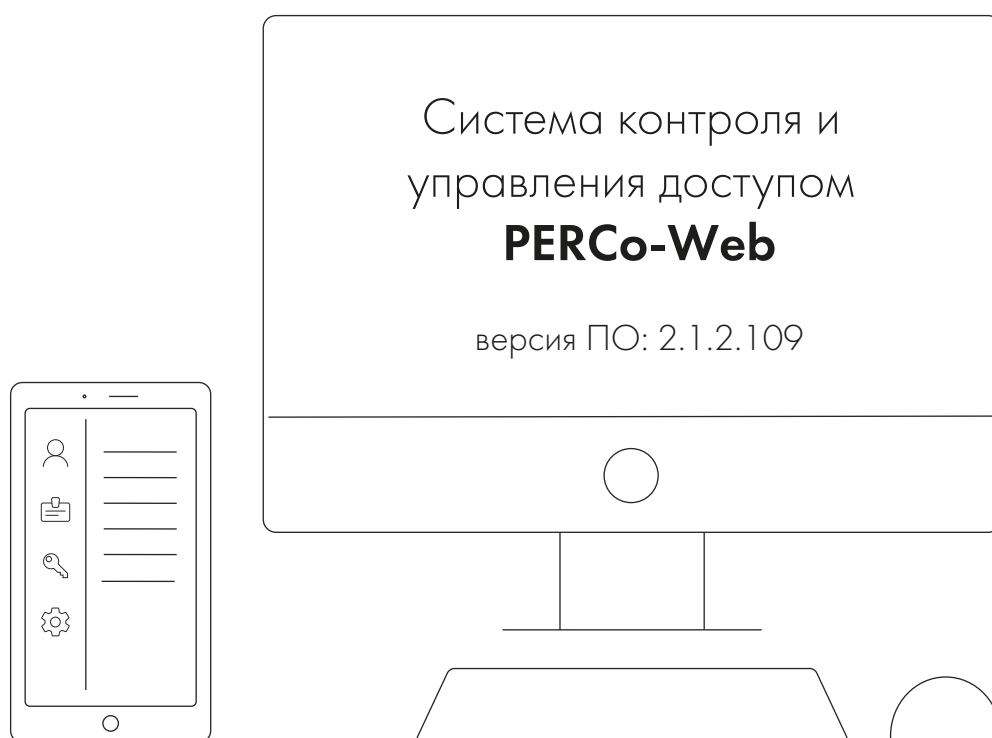 Система контроля и
управления доступом
PERCo-Web
версия ПО: 2.1.2.109